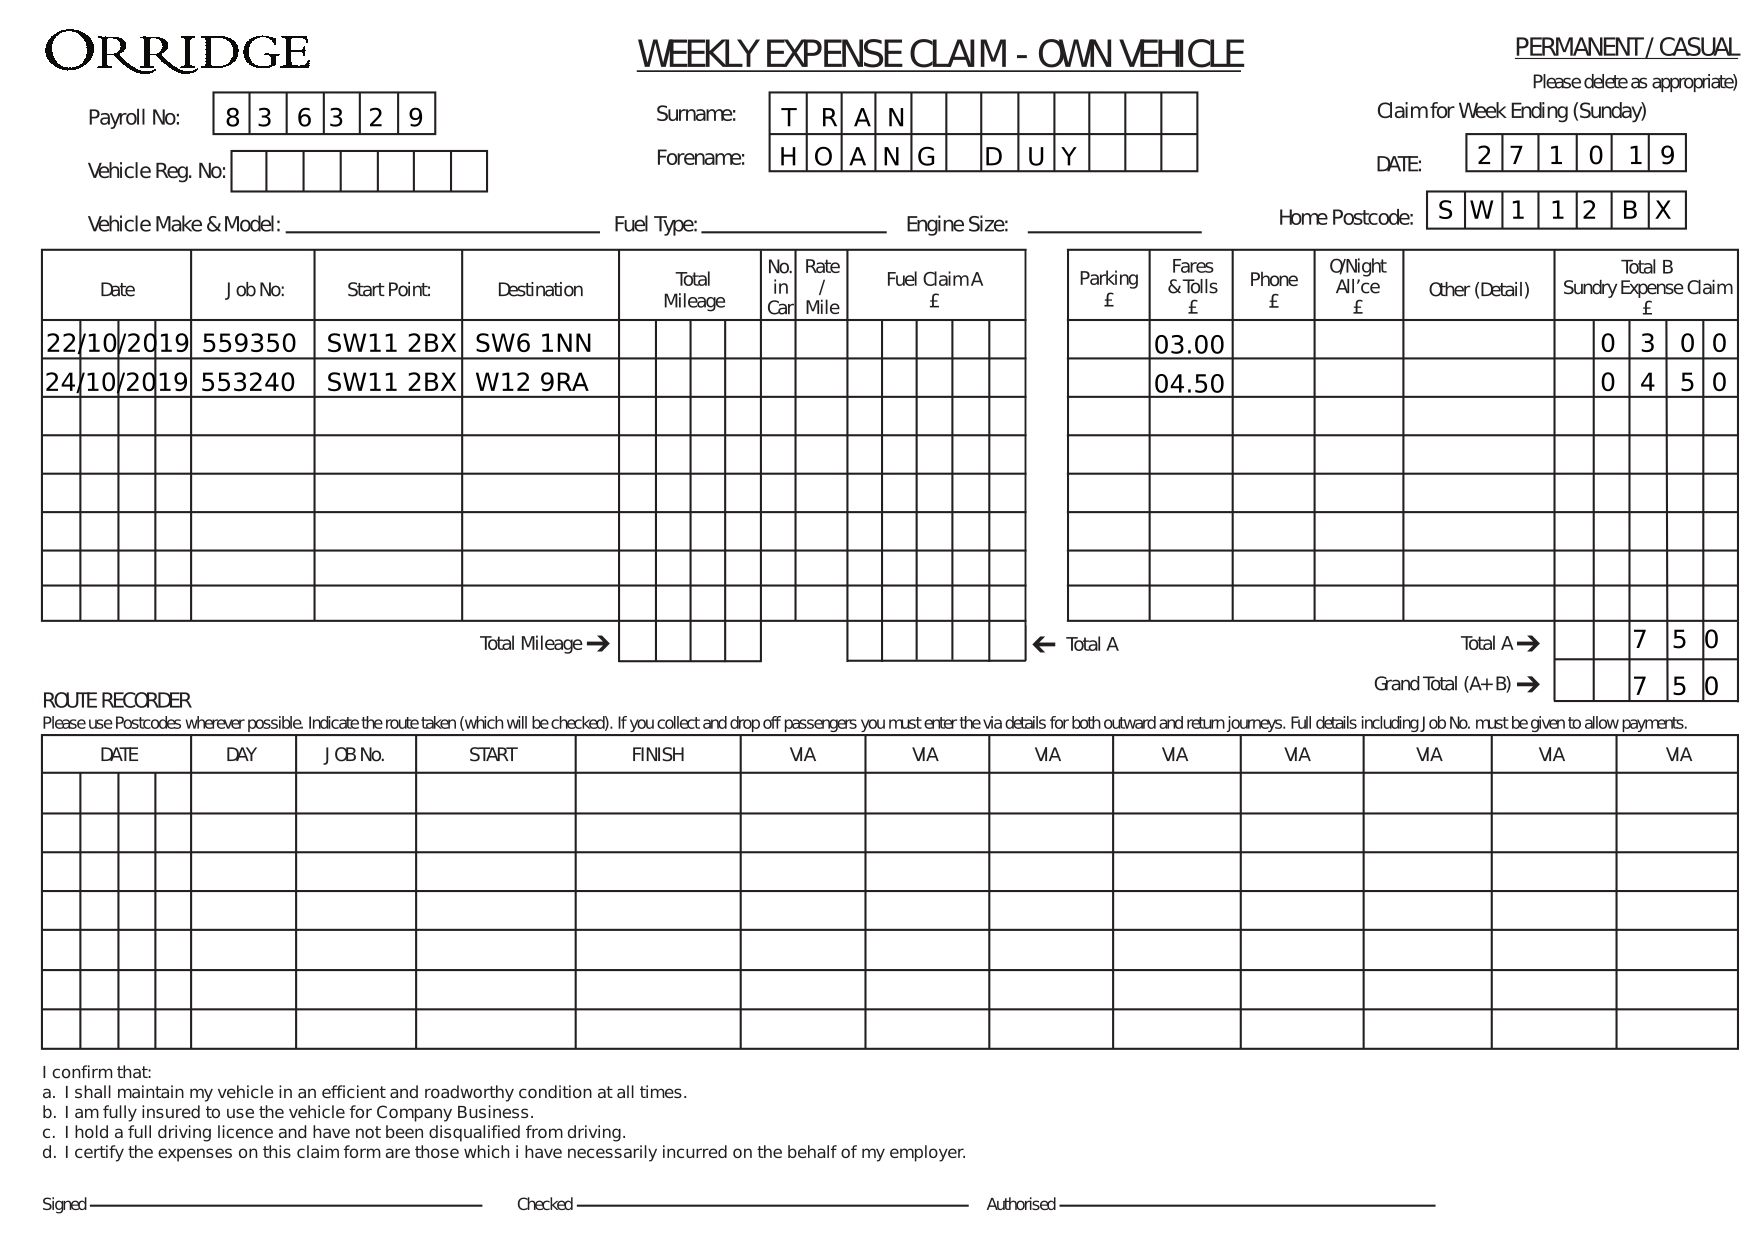 ORRIDGE
WEEKLY EXPENSE CLAIM - OWN VEHICLE
PERMANENT / CASUAL
Please delete as appropriate)
Payroll No: 8 3 6 3 2 9
Surname: T R A N
Claim for Week Ending (Sunday)
Forename: H O A N G D U Y
DATE: 2 7 1 0 1 9
Vehicle Reg. No:
Home Postcode: S W 1 1 2 B X
Vehicle Make & Model: Fuel Type: Engine Size:
Date Job No: Start Point: Destination Total Mileage No. in Car Rate / Mile Fuel Claim A £ Parking £ Fares & Tolls £ Phone £ O/Night All'ce £ Other (Detail) Total B Sundry Expense Claim £
22/10/2019 559350 SW11 2BX SW6 1NN 03.00 0 3 0 0
24/10/2019 553240 SW11 2BX W12 9RA 04.50 0 4 5 0
Total Mileage ➔ ← Total A Total A ➔ 7 5 0
Grand Total (A+B) ➔ 7 5 0
ROUTE RECORDER
Please use Postcodes wherever possible. Indicate the route taken (which will be checked). If you collect and drop off passengers you must enter the via details for both outward and return journeys. Full details including Job No. must be given to allow payments.
DATE DAY JOB No. START FINISH VIA VIA VIA VIA VIA VIA VIA VIA
I confirm that:
a. I shall maintain my vehicle in an efficient and roadworthy condition at all times.
b. I am fully insured to use the vehicle for Company Business.
c. I hold a full driving licence and have not been disqualified from driving.
d. I certify the expenses on this claim form are those which i have necessarily incurred on the behalf of my employer.
Signed Checked Authorised